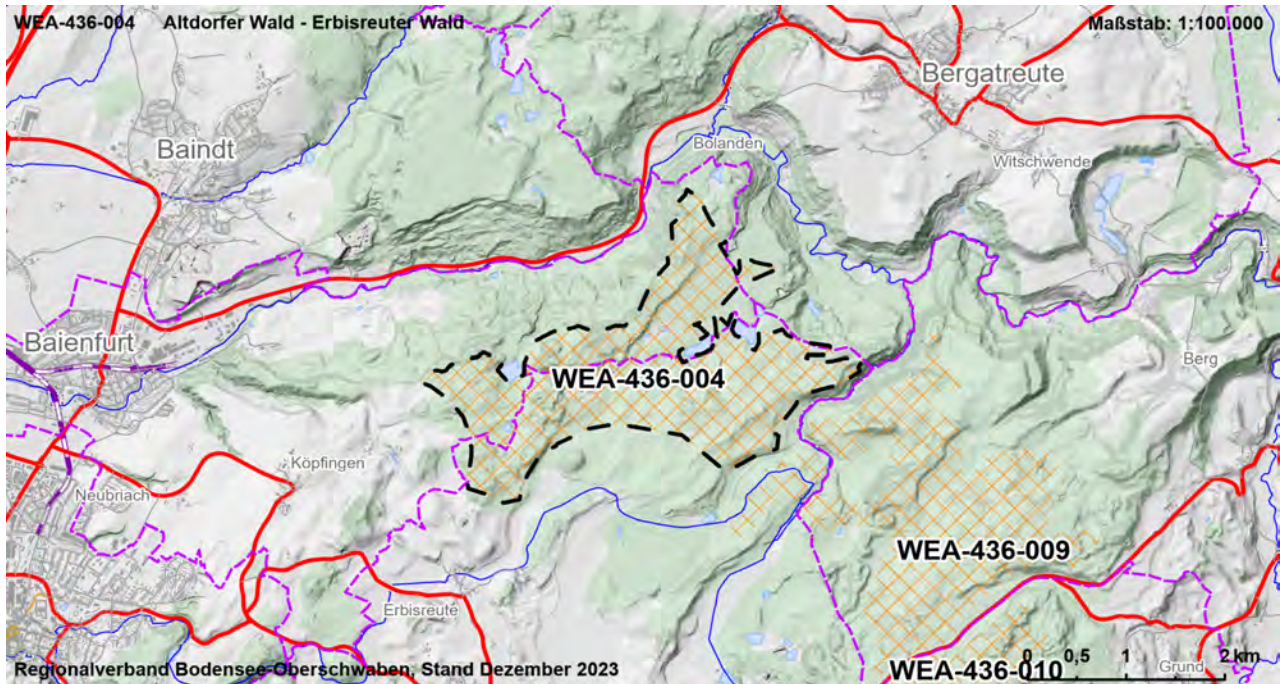 WEA-436-004 Altdorfer Wald - Erbisreuter Wald
Maßstab: 1:100.000
Bergatreute
Baindt
Bolanden
Witschwende
Baienfurt
Berg
WEA-436-004
Köpfingen
Neubriach
WEA-436-009
Erbisreute
Regionalverband Bodensee-Oberschwaben, Stand Dezember 2023
WEA-436-010
0 0,5 1 2 km
Grund